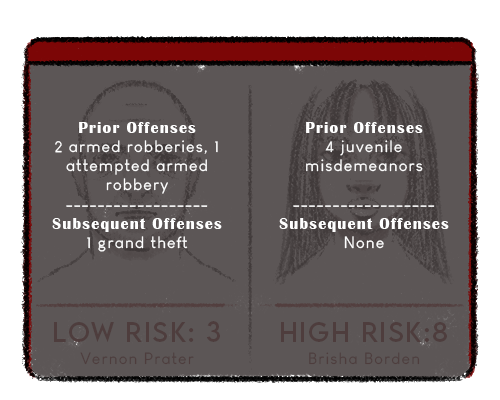 Prior Offenses
2 armed robberies, 1
attempted armed
robbery
Subsequent Offenses
1 grand theft
LOW RISK: 3
Vernon Prater
Prior Offenses
4 juvenile
misdemeanors
Subsequent Offenses
None
HIGH RISK:8
Brisha Borden